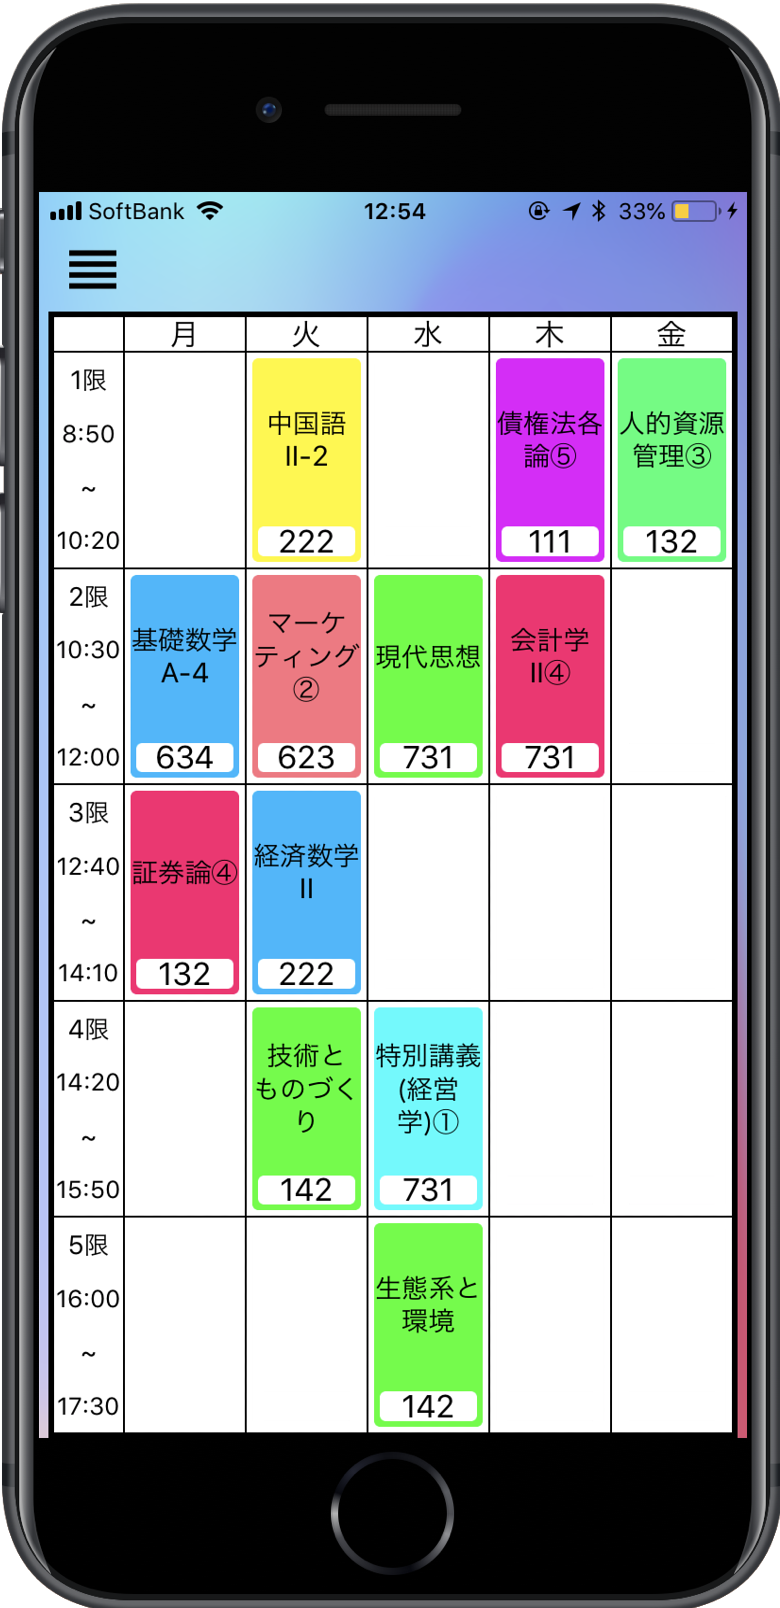 SoftBank 12:54 33%
月 火 水 木 金
1限
8:50
~
10:20
中国語
II-2
222
債権法各
論⑤
111
人的資源
管理③
132
2限
10:30
~
12:00
基礎数学
A-4
634
マーケ
ティング
②
623
現代思想
731
会計学
II④
731
3限
12:40
~
14:10
証券論④
132
経済数学
II
222
4限
14:20
~
15:50
技術と
ものづく
り
142
特別講義
(経営
学)①
731
5限
16:00
~
17:30
生態系と
環境
142